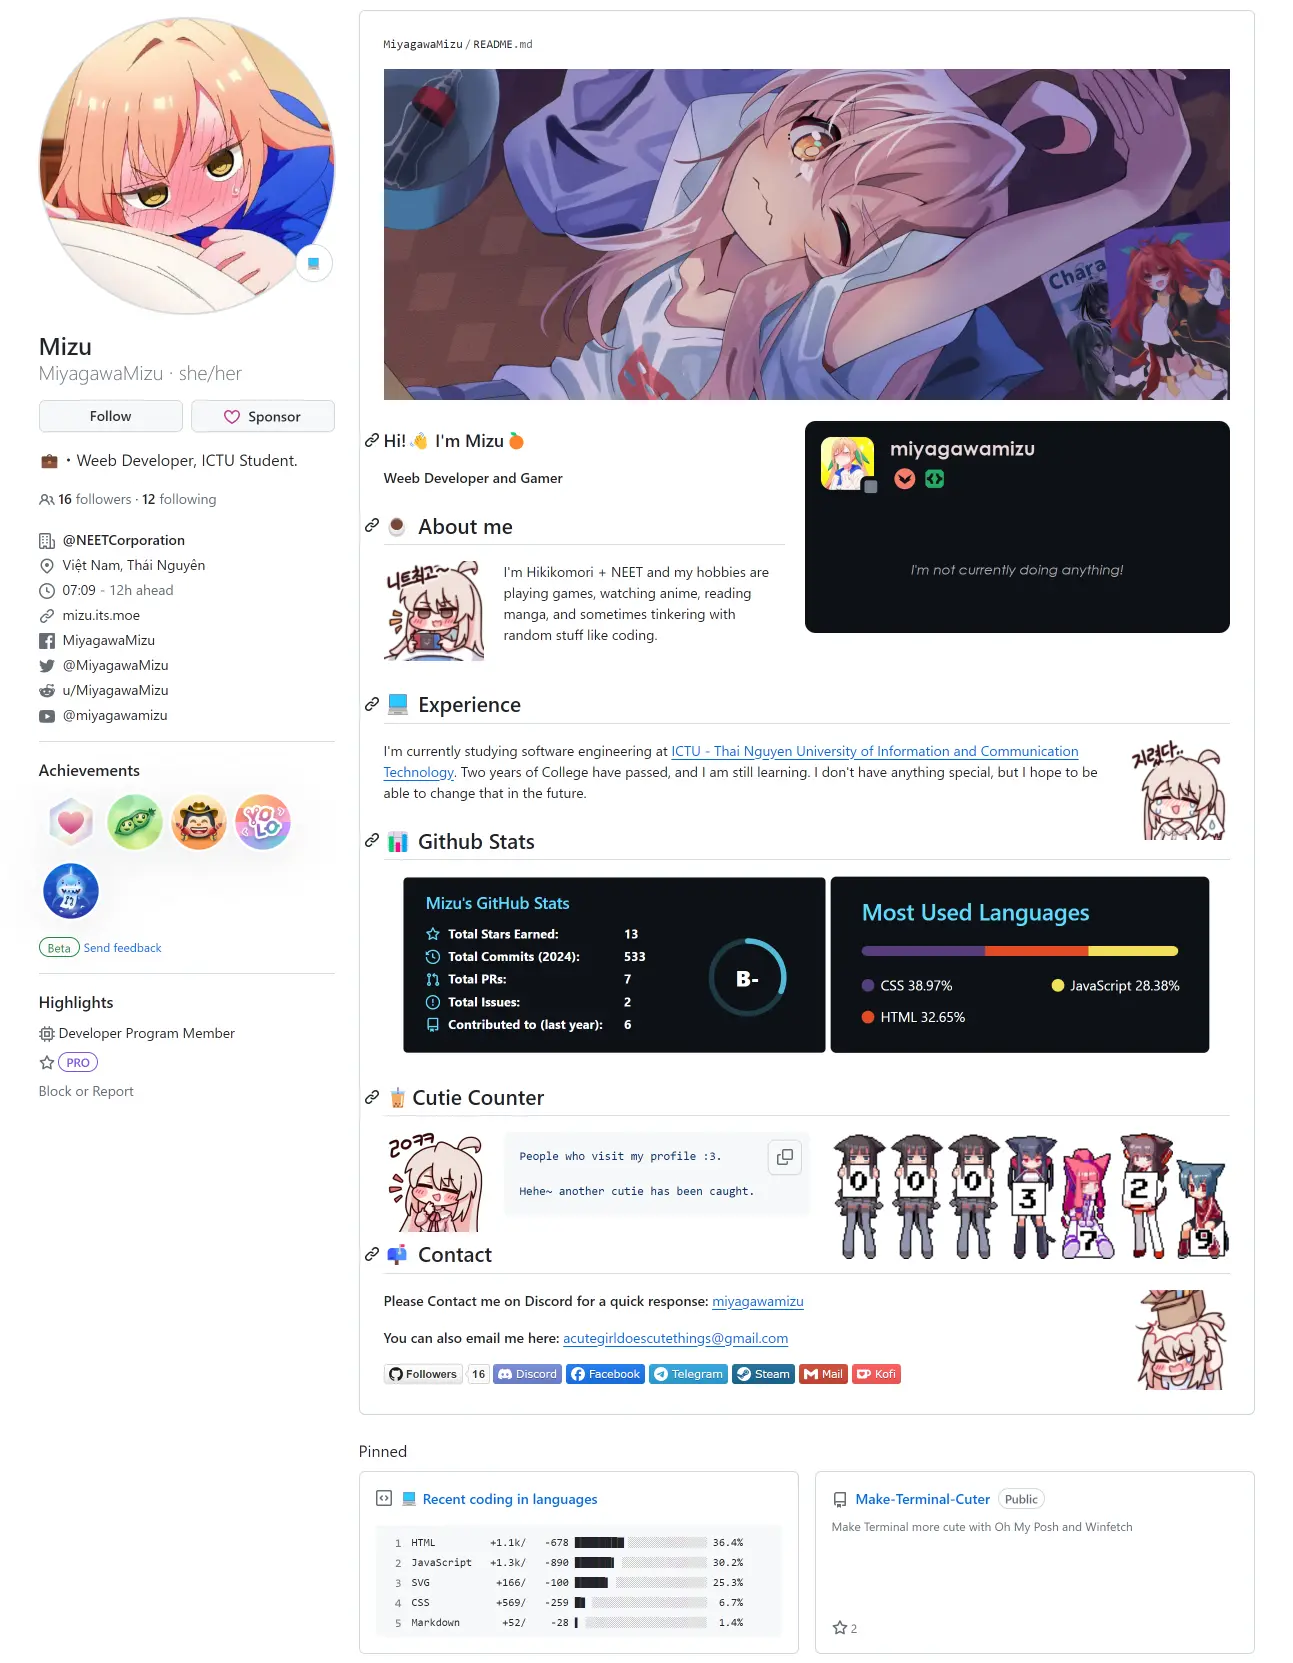 Mizu
MiyagawaMizu · she/her
Follow
Sponsor
• Weeb Developer, ICTU Student.
16 followers · 12 following
@NEETCorporation
Việt Nam, Thái Nguyên
07:09 - 12h ahead
mizu.its.moe
MiyagawaMizu
@MiyagawaMizu
u/MiyagawaMizu
@miyagawamizu
Achievements
YOLO
Beta Send feedback
Highlights
Developer Program Member
PRO
Block or Report
MiyagawaMizu / README.md
Chara
Hi! I'm Mizu
Weeb Developer and Gamer
miyagawamizu
I'm not currently doing anything!
About me
니트최고~
I'm Hikikomori + NEET and my hobbies are
playing games, watching anime, reading
manga, and sometimes tinkering with
random stuff like coding.
Experience
I'm currently studying software engineering at ICTU - Thai Nguyen University of Information and Communication
Technology. Two years of College have passed, and I am still learning. I don't have anything special, but I hope to be
able to change that in the future.
지렸다..
Github Stats
Mizu's GitHub Stats
Total Stars Earned: 13
Total Commits (2024): 533
Total PRs: 7
Total Issues: 2
Contributed to (last year): 6
B-
Most Used Languages
CSS 38.97%
JavaScript 28.38%
HTML 32.65%
Cutie Counter
People who visit my profile :3.
Hehe~ another cutie has been caught.
0 0 0 3 7 2 9
Contact
Please Contact me on Discord for a quick response: miyagawamizu
You can also email me here: acutegirldoescutethings@gmail.com
Followers 16 Discord Facebook Telegram Steam Mail Kofi
Pinned
Recent coding in languages
1 HTML +1.1k/ -678 36.4%
2 JavaScript +1.3k/ -890 30.2%
3 SVG +166/ -100 25.3%
4 CSS +569/ -259 6.7%
5 Markdown +52/ -28 1.4%
Make-Terminal-Cuter Public
Make Terminal more cute with Oh My Posh and Winfetch
2